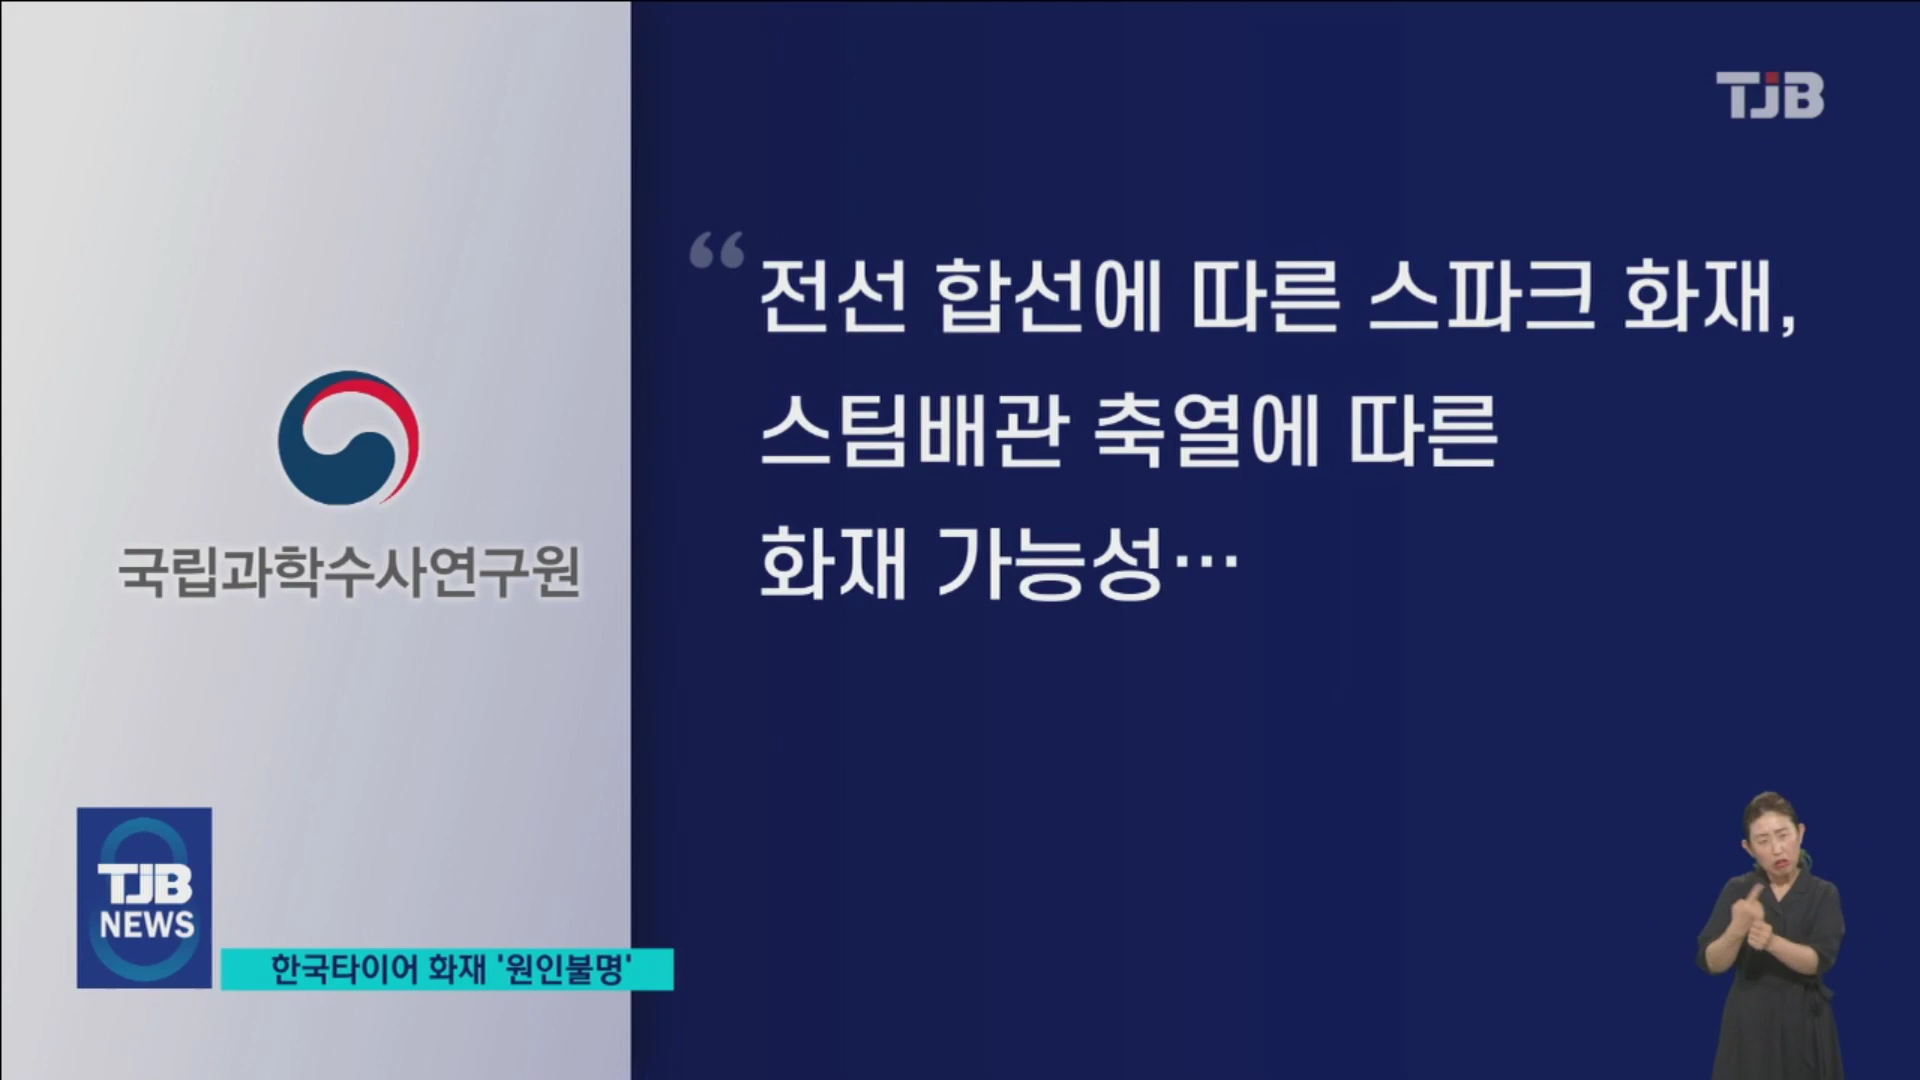 TJB
“전선 합선에 따른 스파크 화재,
스팀배관 축열에 따른
화재 가능성…
국립과학수사연구원
TJB
NEWS
한국타이어 화재 '원인불명'